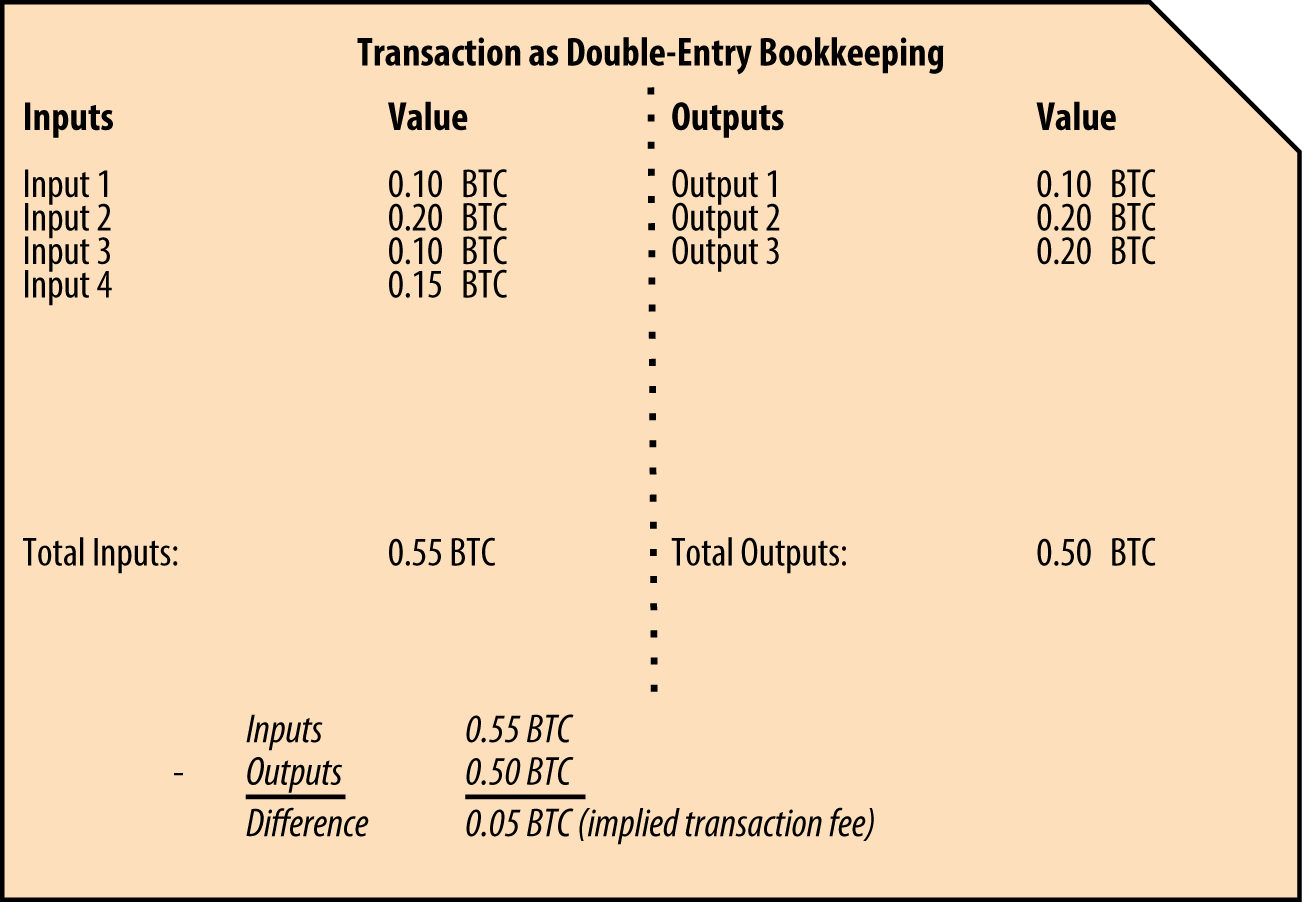 Transaction as Double-Entry Bookkeeping
Inputs Value Outputs Value
Input 1 0.10 BTC Output 1 0.10 BTC
Input 2 0.20 BTC Output 2 0.20 BTC
Input 3 0.10 BTC Output 3 0.20 BTC
Input 4 0.15 BTC
Total Inputs: 0.55 BTC Total Outputs: 0.50 BTC
Inputs 0.55 BTC
- Outputs 0.50 BTC
Difference 0.05 BTC (implied transaction fee)